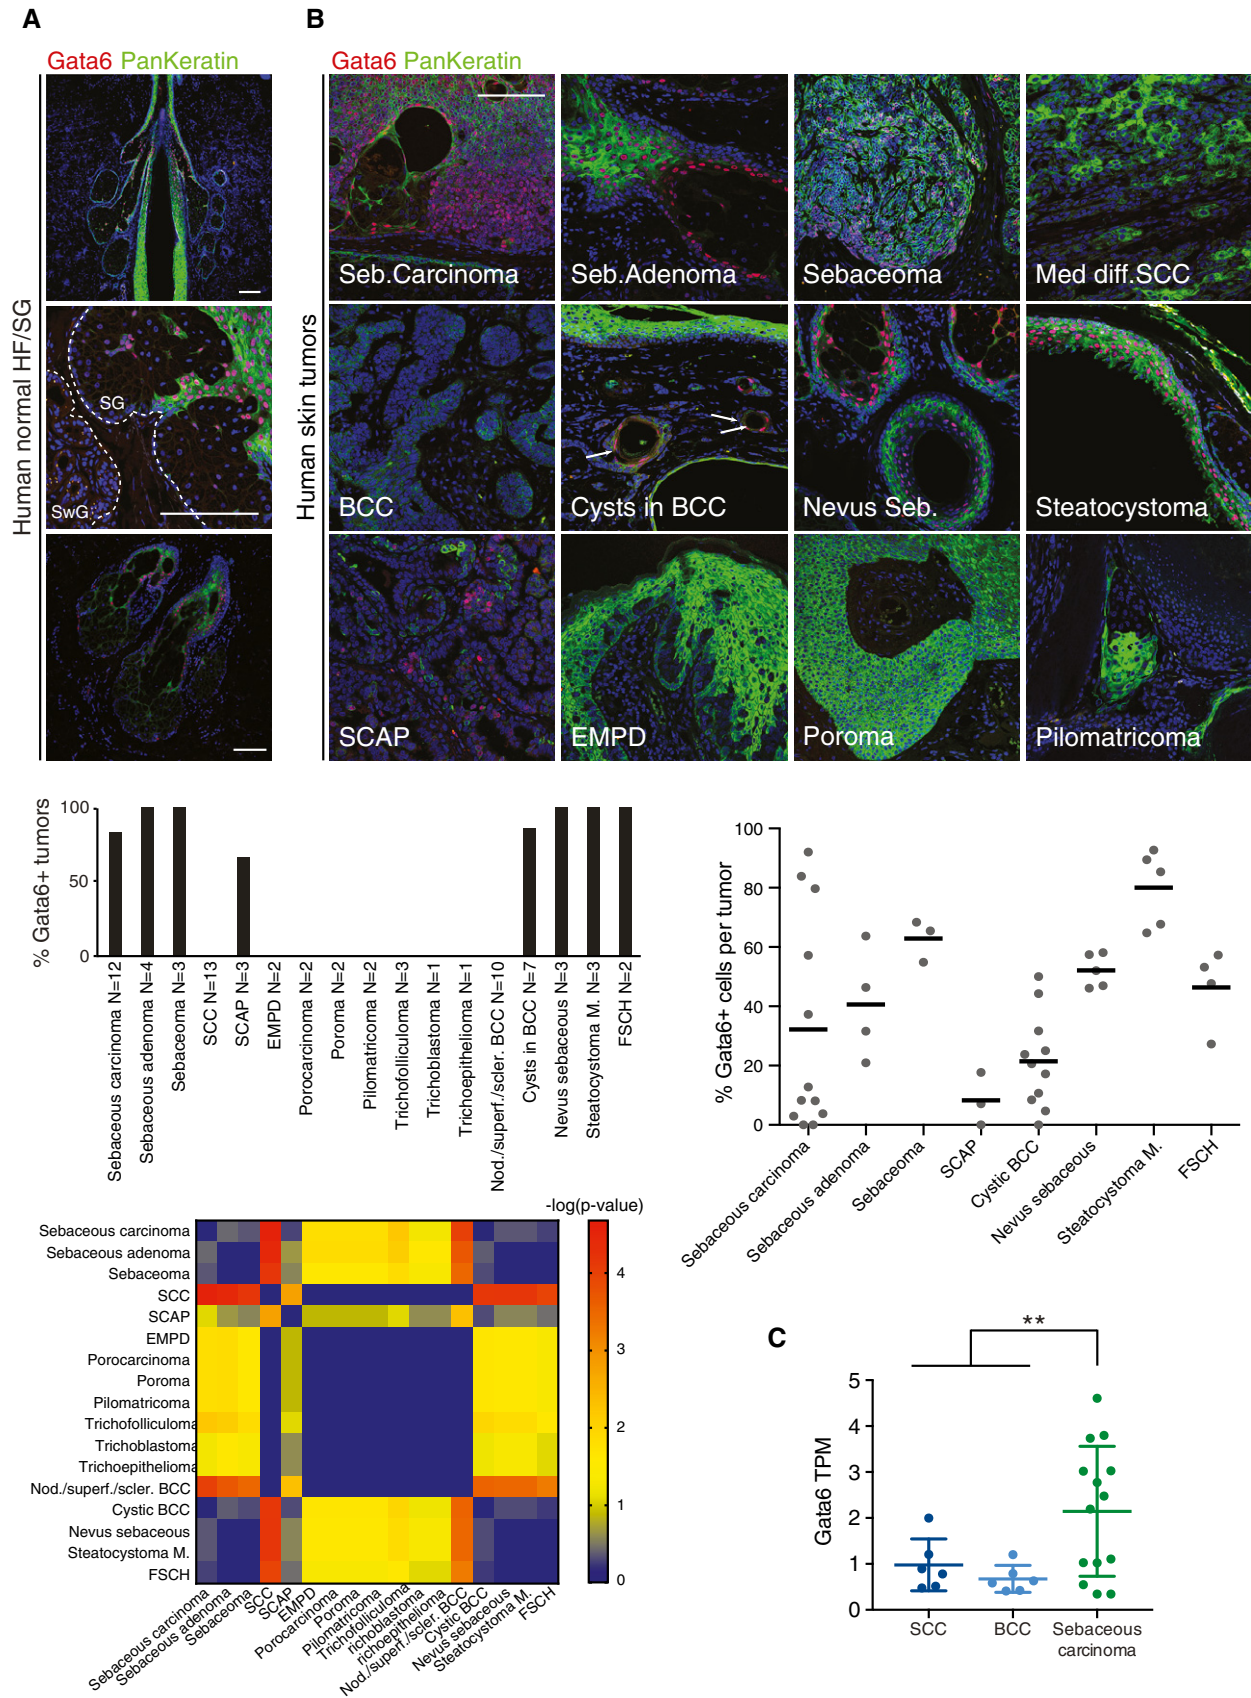 A
B
Gata6 PanKeratin
Gata6 PanKeratin
Human normal HF/SG
SG
SwG
Human skin tumors
Seb.Carcinoma
Seb.Adenoma
Sebaceoma
Med diff.SCC
BCC
Cysts in BCC
Nevus Seb.
Steatocystoma
SCAP
EMPD
Poroma
Pilomatricoma
% Gata6+ tumors
100
50
0
Sebaceous carcinoma N=12
Sebaceous adenoma N=4
Sebaceoma N=3
SCC N=13
SCAP N=3
EMPD N=2
Porocarcinoma N=2
Poroma N=2
Pilomatricoma N=2
Trichofolliculoma N=3
Trichoblastoma N=1
Trichoepithelioma N=1
Nod./superf./scler. BCC N=10
Cysts in BCC N=7
Nevus sebaceous N=3
Steatocystoma M. N=3
FSCH N=2
% Gata6+ cells per tumor
100
80
60
40
20
0
Sebaceous carcinoma
Sebaceous adenoma
Sebaceoma
SCAP
Cystic BCC
Nevus sebaceous
Steatocystoma M.
FSCH
-log(p-value)
4
3
2
1
0
Sebaceous carcinoma
Sebaceous adenoma
Sebaceoma
SCC
SCAP
EMPD
Porocarcinoma
Poroma
Pilomatricoma
Trichofolliculoma
Trichoblastoma
Trichoepithelioma
Nod./superf./scler. BCC
Cystic BCC
Nevus sebaceous
Steatocystoma M.
FSCH
Sebaceous carcinoma
Sebaceous adenoma
Sebaceoma
SCC
SCAP
EMPD
Porocarcinoma
Poroma
Pilomatricoma
Trichofolliculoma
richoblastoma
richoepithelioma
Nod./superf./scler. BCC
Cystic BCC
Nevus sebaceous
Steatocystoma M.
FSCH
C
**
Gata6 TPM
5
4
3
2
1
0
SCC
BCC
Sebaceous
carcinoma